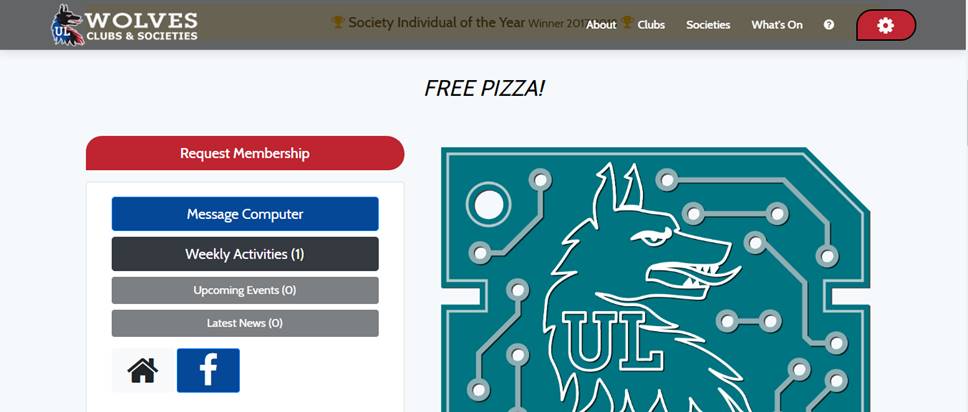 WOLVES
CLUBS & SOCIETIES
UL
Society Individual of the Year Winner
About
Clubs
Societies
What's On
?
FREE PIZZA!
Request Membership
Message Computer
Weekly Activities (1)
Upcoming Events (0)
Latest News (0)
f
UL